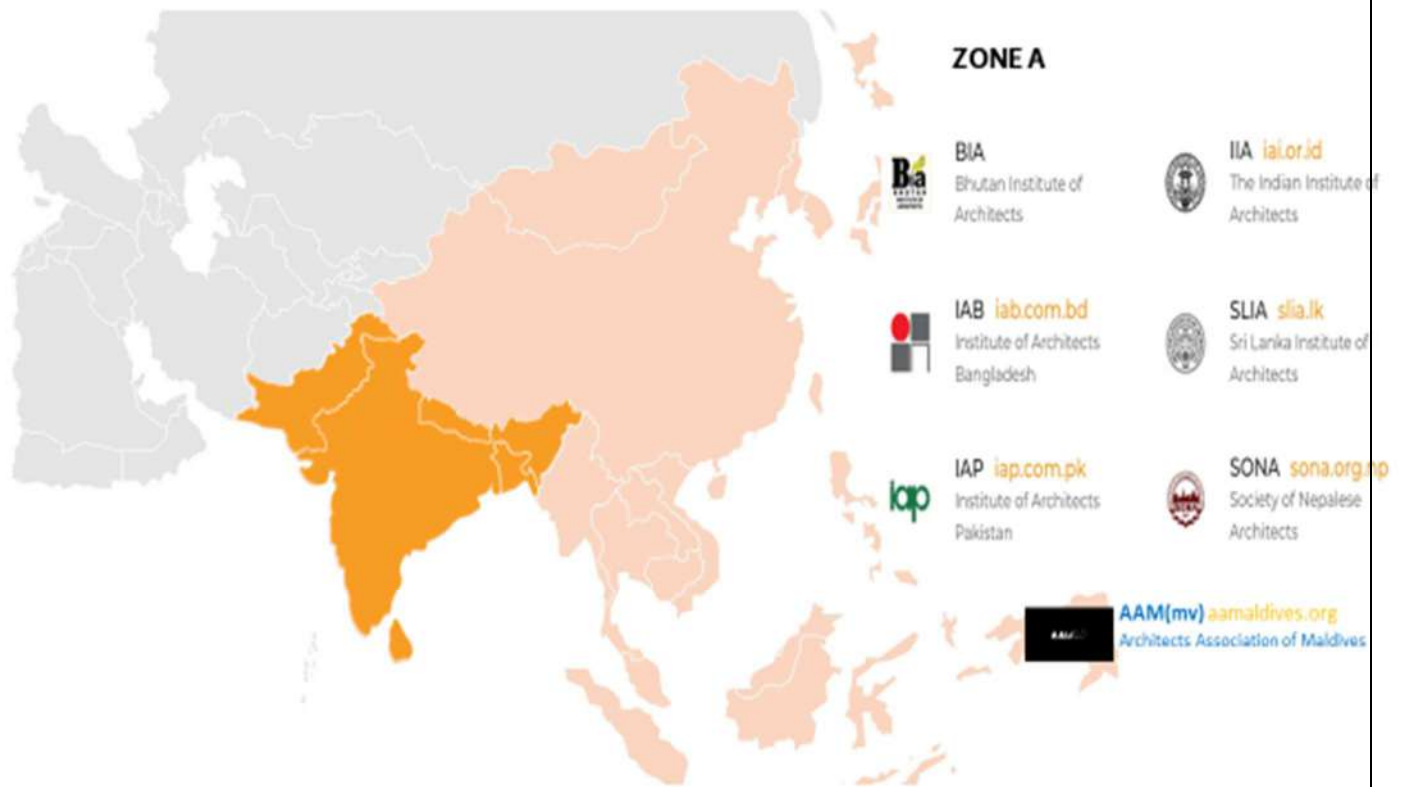 ZONE A
BIA
Bhutan Institute of
Architects
IIA iai.or.id
The Indian Institute of
Architects
IAB iab.com.bd
Institute of Architects
Bangladesh
SLIA slia.lk
Sri Lanka Institute of
Architects
iap
IAP iap.com.pk
Institute of Architects
Pakistan
SONA sona.org.np
Society of Nepalese
Architects
AAM(mv) aamaldives.org
Architects Association of Maldives